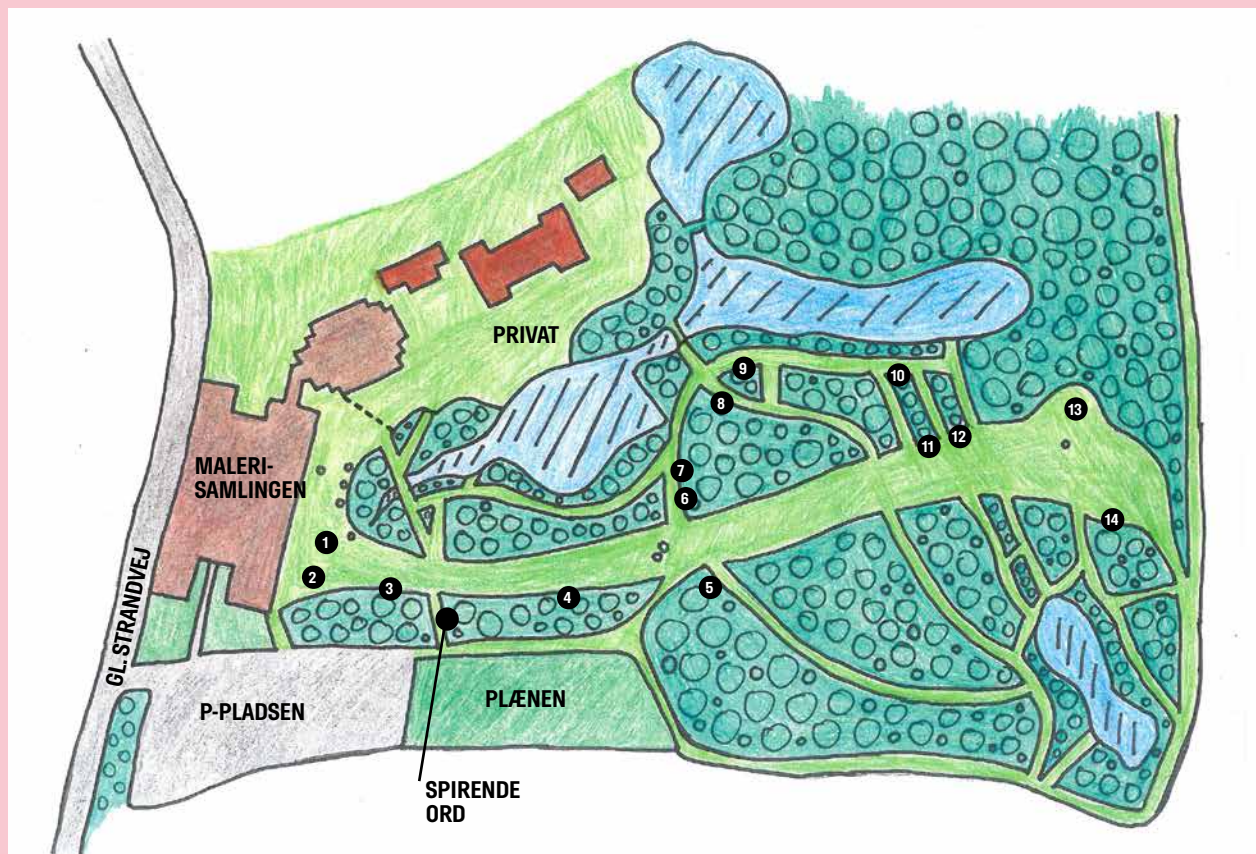 PRIVAT
MALERI-
SAMLINGEN
GL. STRANDVEJ
P-PLADSEN
PLÆNEN
SPIRENDE
ORD
1
2
3
4
5
6
7
8
9
10
11
12
13
14